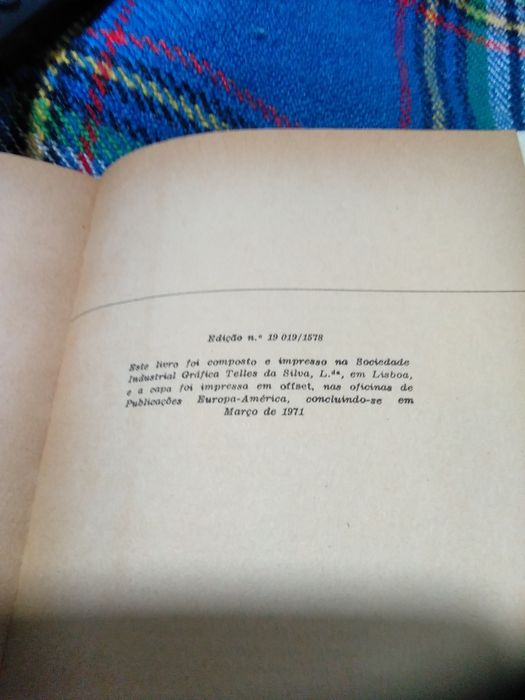 Edição n.º 19 019/1578
Este livro foi composto e impresso na Sociedade
Industrial Gráfica Telles da Silva, L.da, em Lisboa,
e a capa foi impressa em offset, nas oficinas de
Publicações Europa-América, concluindo-se em
Março de 1971